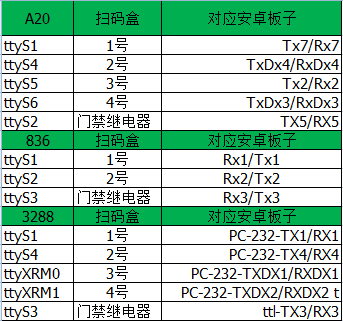 A20 扫码盒 对应安卓板子
ttyS1 1号 Tx7/Rx7
ttyS4 2号 TxDx4/RxDx4
ttyS5 3号 Tx2/Rx2
ttyS6 4号 TxDx3/RxDx3
ttyS2 门禁继电器 TX5/RX5
836 扫码盒 对应安卓板子
ttyS1 1号 Rx1/Tx1
ttyS2 2号 Rx2/Tx2
ttyS3 门禁继电器 Rx3/Tx3
3288 扫码盒 对应安卓板子
ttyS1 1号 PC-232-TX1/RX1
ttyS4 2号 PC-232-TX4/RX4
ttyXRM0 3号 PC-232-TXDX1/RXDX1
ttyXRM1 4号 PC-232-TXDX2/RXDX2 t
ttyS3 门禁继电器 ttl-TX3/RX3